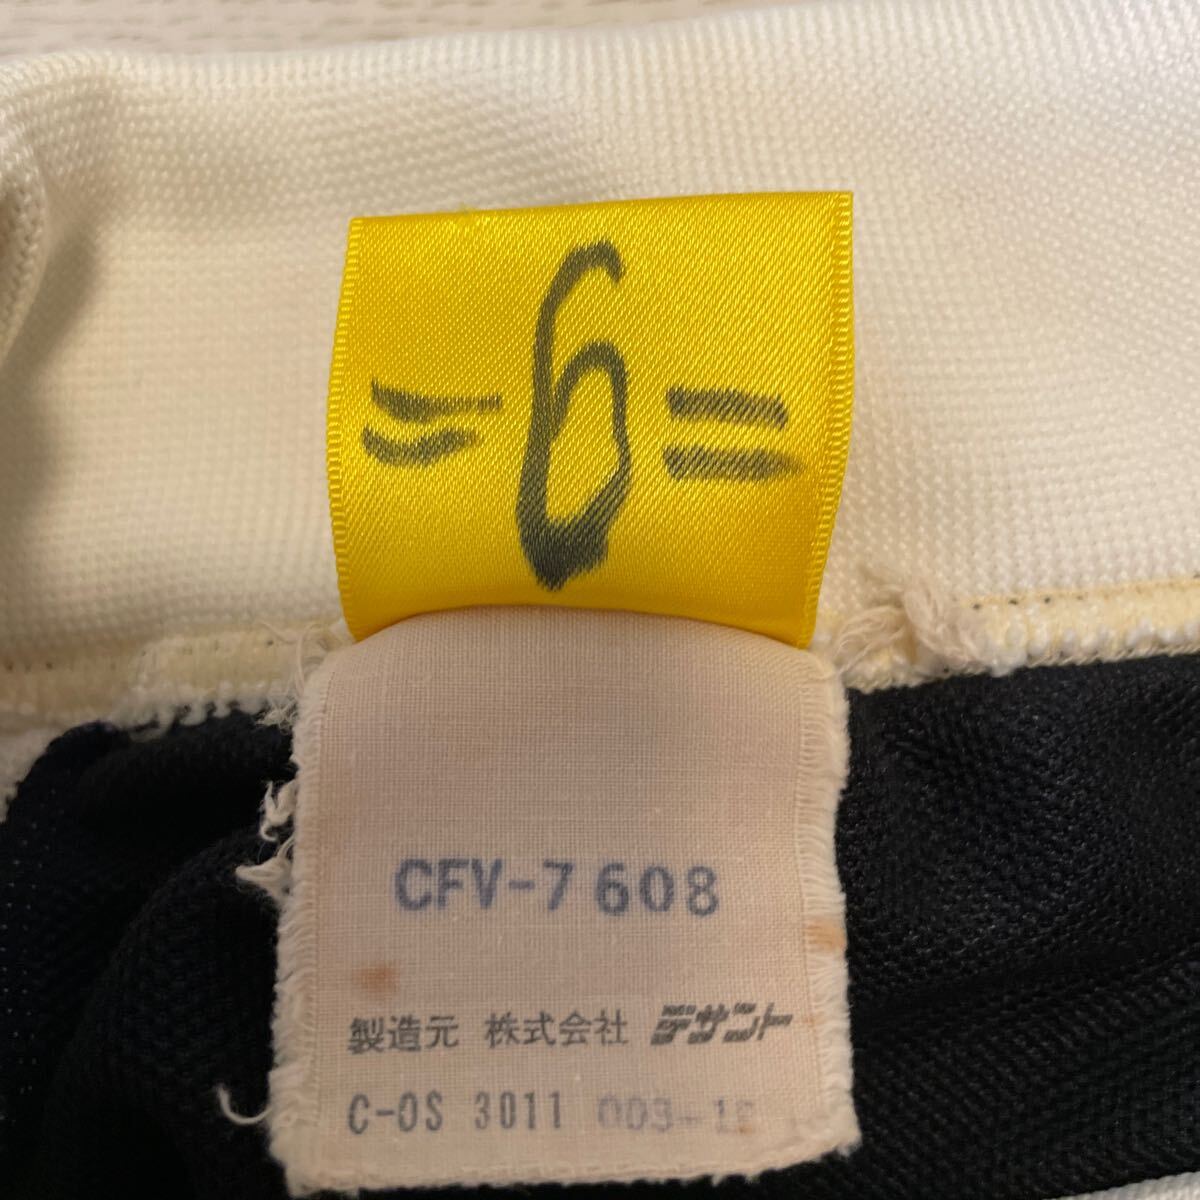 =6=
CFV-7608
製造元 株式会社 デサント
C-OS 3011